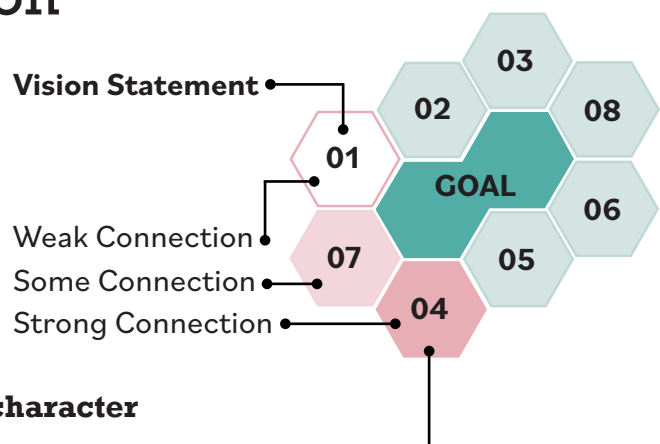 03
02
08
Vision Statement
01
GOAL
06
Weak Connection
07
05
Some Connection
04
Strong Connection
character